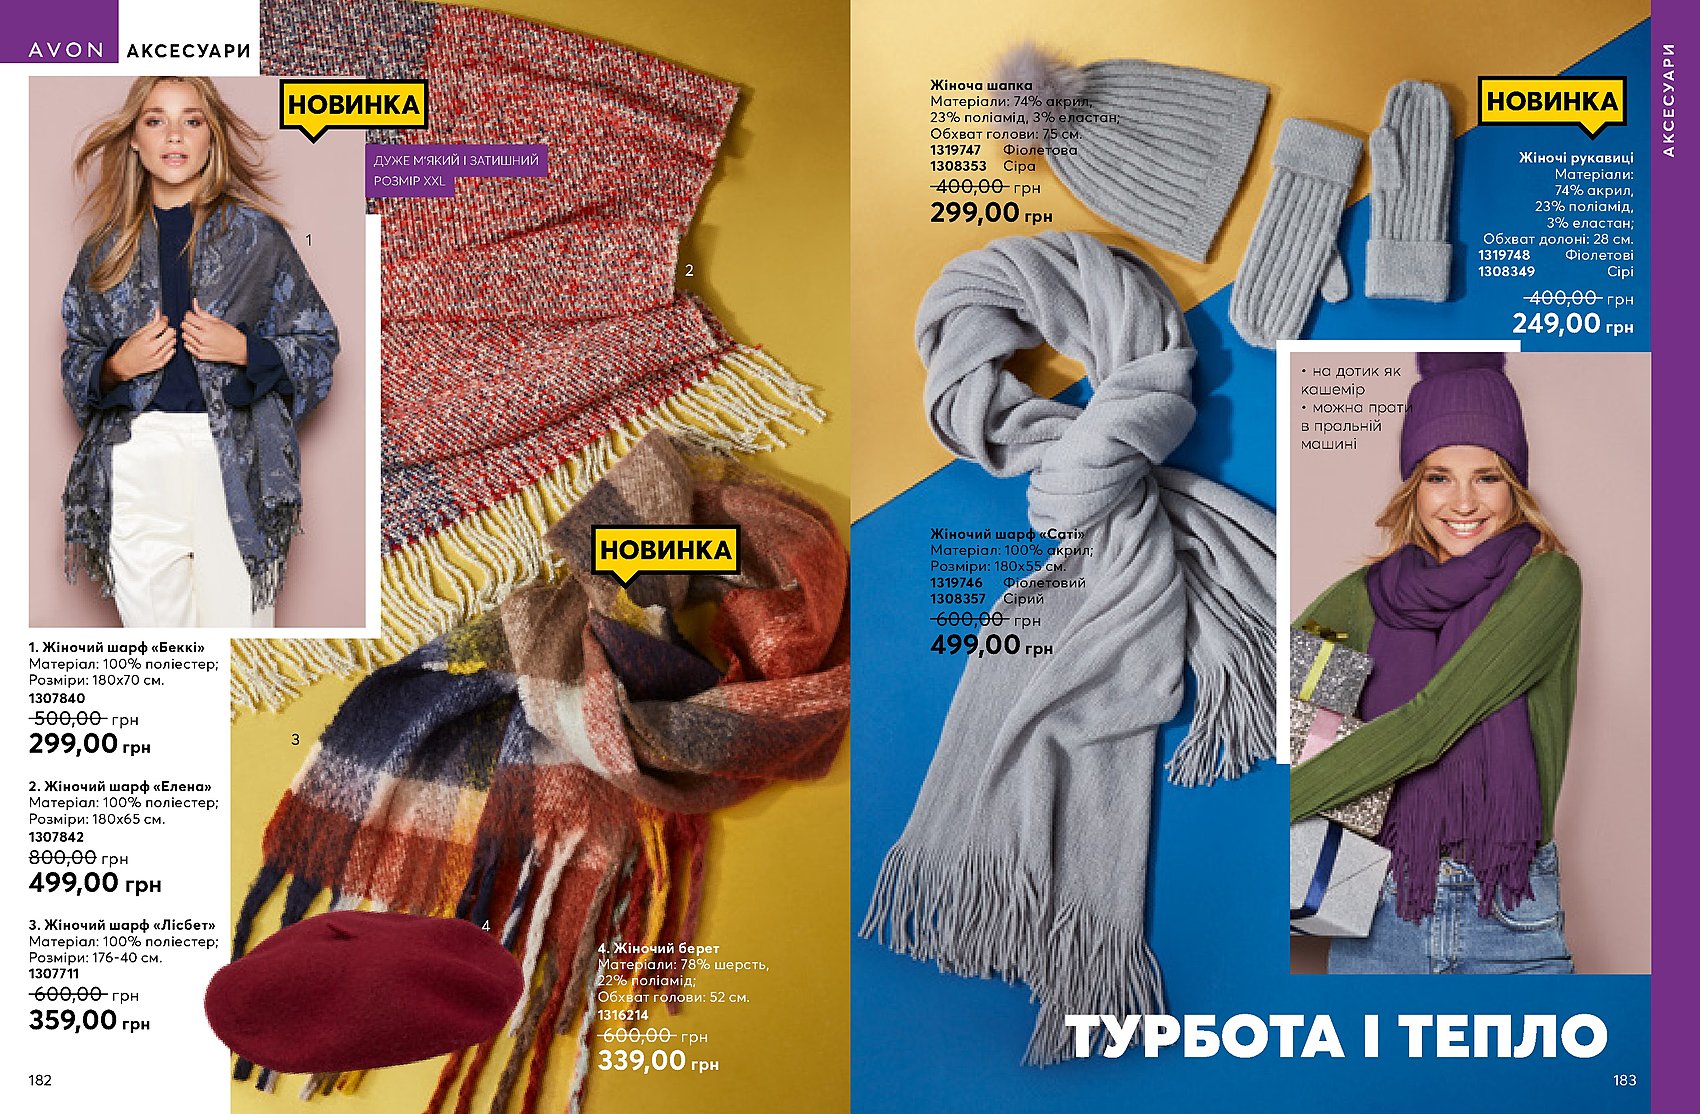 AVON АКСЕСУАРИ
НОВИНКА
ДУЖЕ М'ЯКИЙ І ЗАТИШНИЙ
РОЗМІР XXL
1
2
3
4
НОВИНКА
1. Жіночий шарф «Беккі»
Матеріал: 100% поліестер;
Розміри: 180х70 см.
1307840
500,00 грн
299,00 грн
2. Жіночий шарф «Елена»
Матеріал: 100% поліестер;
Розміри: 180х65 см.
1307842
800,00 грн
499,00 грн
3. Жіночий шарф «Лісбет»
Матеріал: 100% поліестер;
Розміри: 176-40 см.
1307711
600,00 грн
359,00 грн
4. Жіночий берет
Матеріали: 78% шерсть,
22% поліамід;
Обхват голови: 52 см.
1316214
600,00 грн
339,00 грн
182
Жіноча шапка
Матеріали: 74% акрил,
23% поліамід, 3% еластан;
Обхват голови: 75 см.
1319747 Фіолетова
1308353 Сіра
400,00 грн
299,00 грн
НОВИНКА
Жіночі рукавиці
Матеріали:
74% акрил,
23% поліамід,
3% еластан;
Обхват долоні: 28 см.
1319748 Фіолетові
1308349 Сірі
400,00 грн
249,00 грн
• на дотик як
кашемір
• можна прати
в пральній
машині
Жіночий шарф «Саті»
Матеріал: 100% акрил;
Розміри: 180х55 см.
1319746 Фіолетовий
1308357 Сірий
600,00 грн
499,00 грн
ТУРБОТА І ТЕПЛО
183
АКСЕСУАРИ